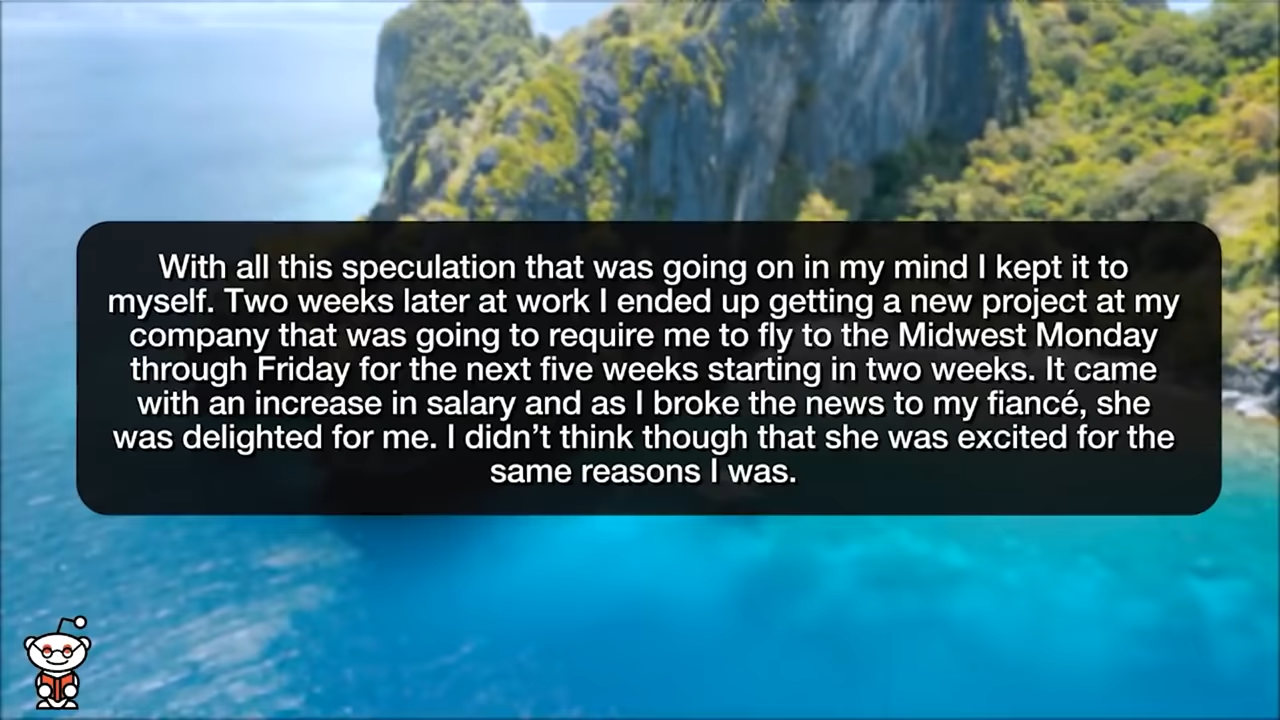 With all this speculation that was going on in my mind I kept it to
myself. Two weeks later at work I ended up getting a new project at my
company that was going to require me to fly to the Midwest Monday
through Friday for the next five weeks starting in two weeks. It came
with an increase in salary and as I broke the news to my fiancé, she
was delighted for me. I didn’t think though that she was excited for the
same reasons I was.